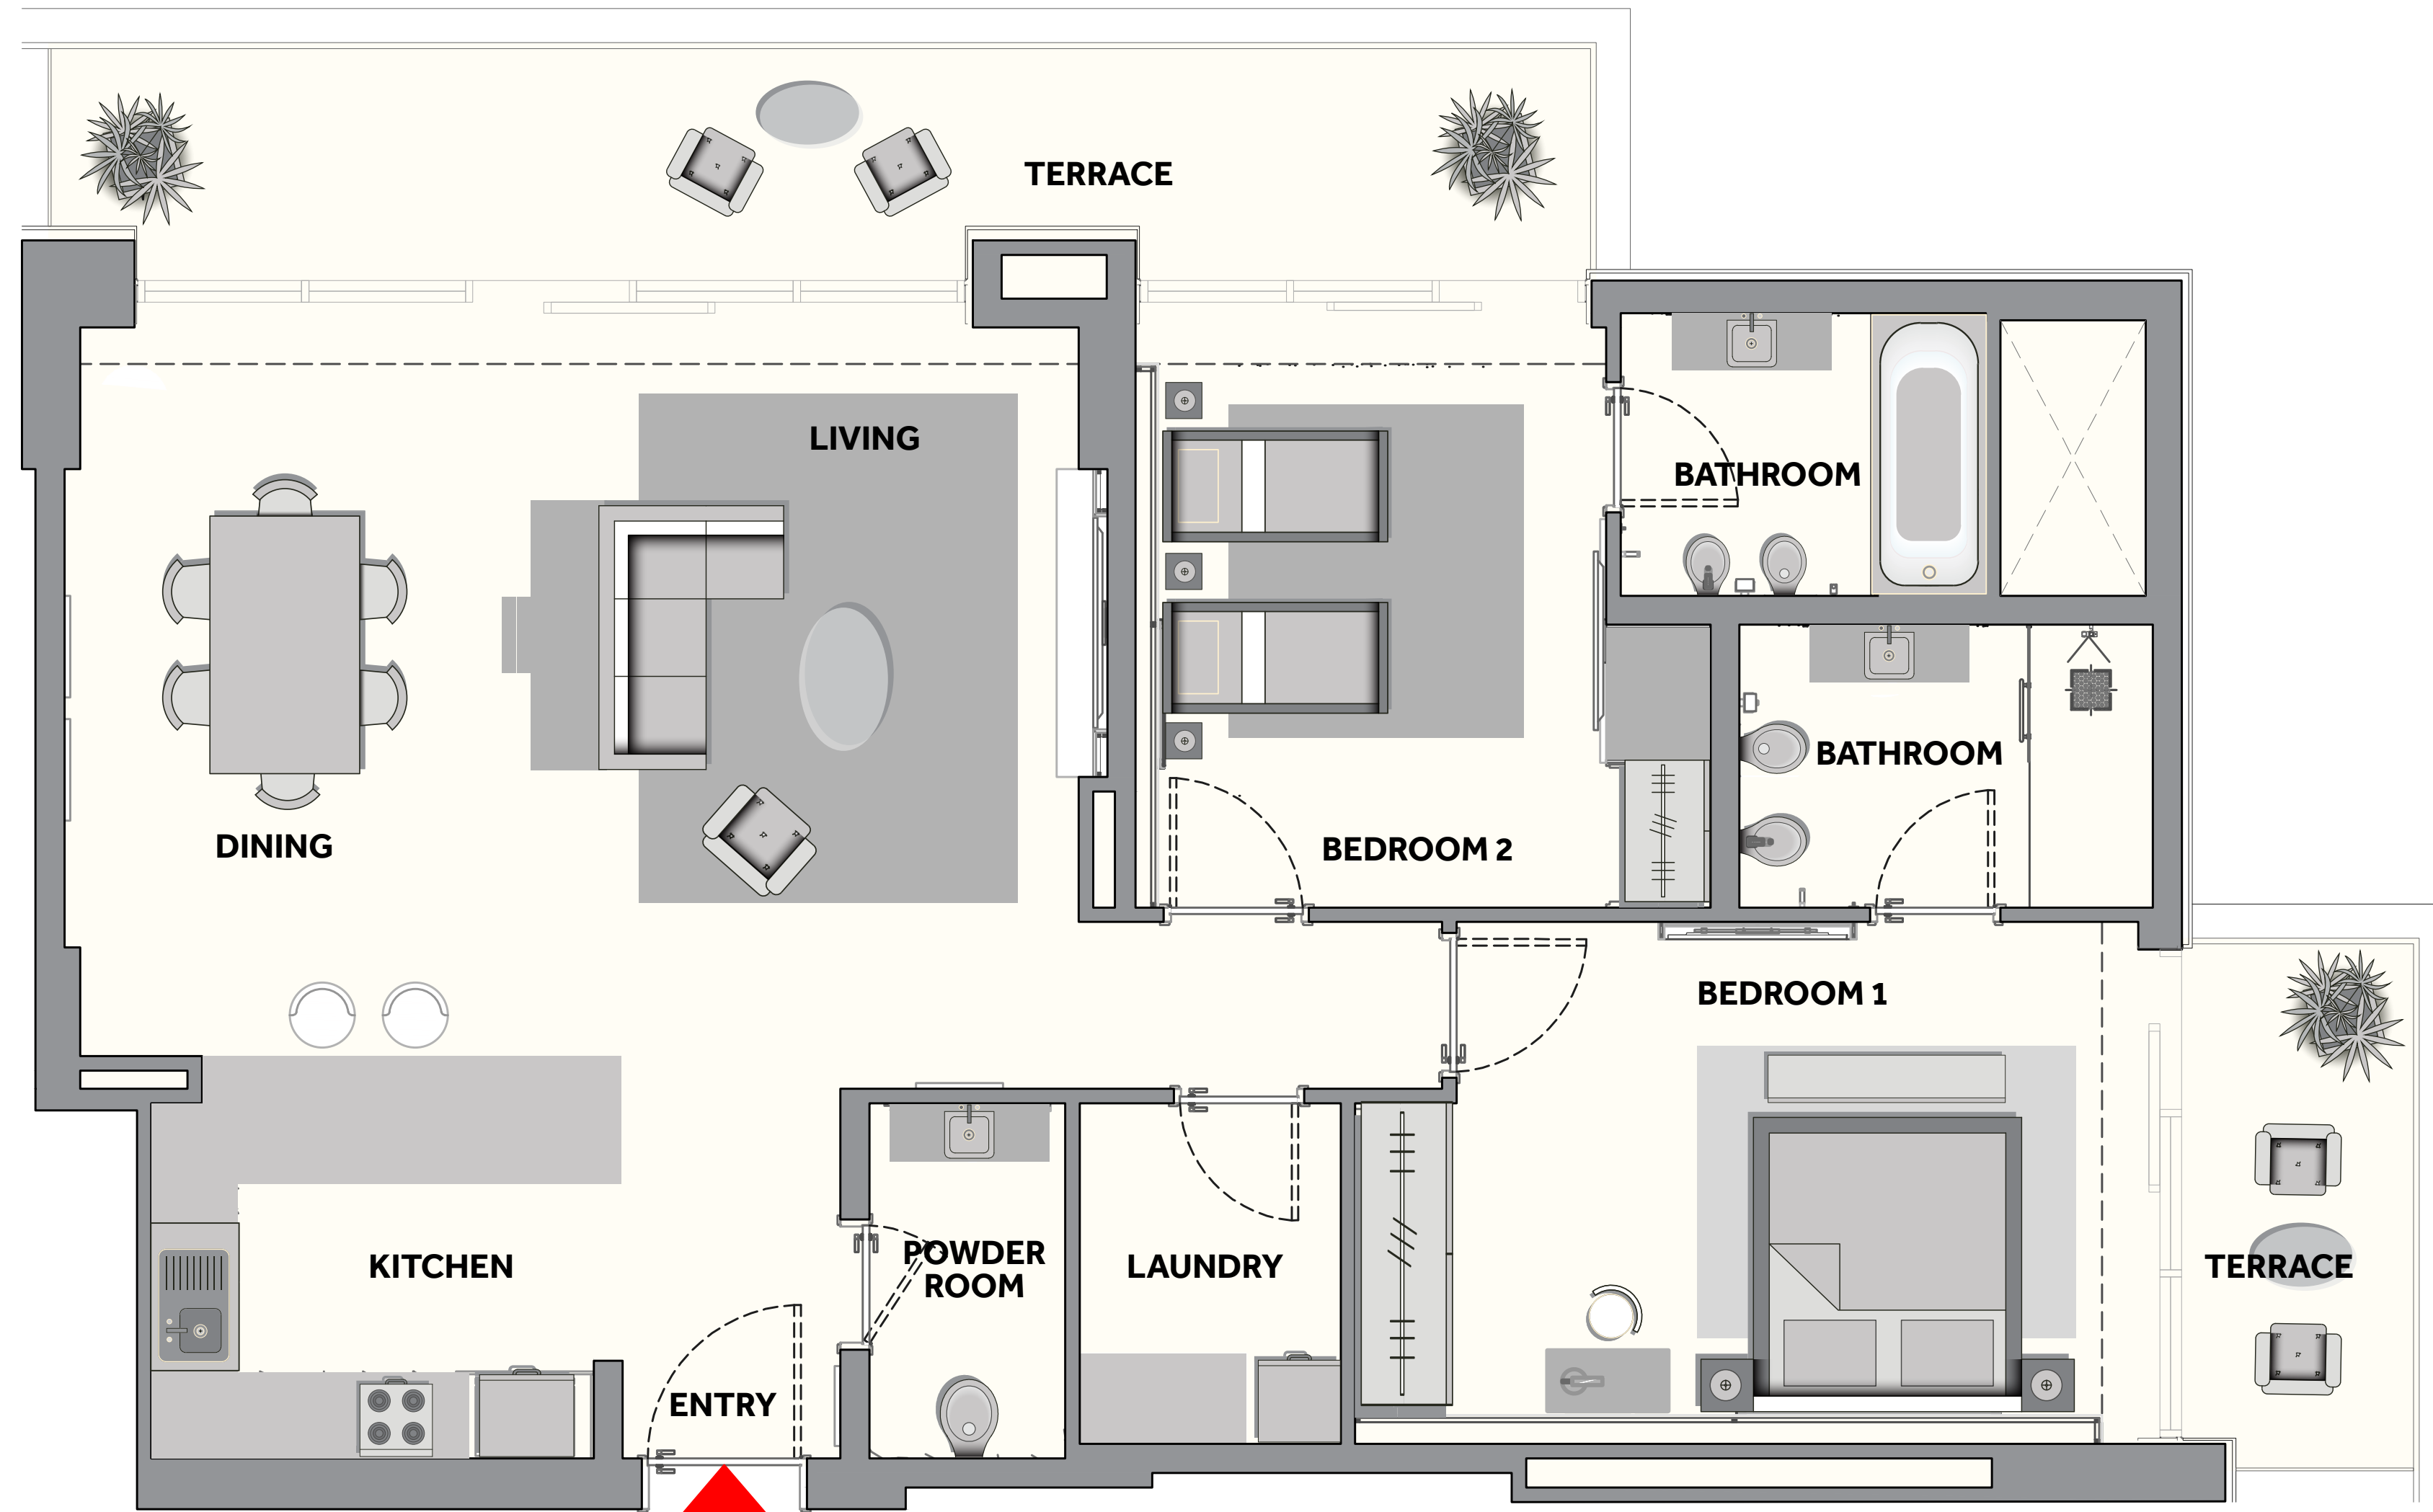 TERRACE
LIVING
BATHROOM
BATHROOM
DINING
BEDROOM 2
BEDROOM 1
KITCHEN
POWDER
ROOM
LAUNDRY
TERRACE
ENTRY